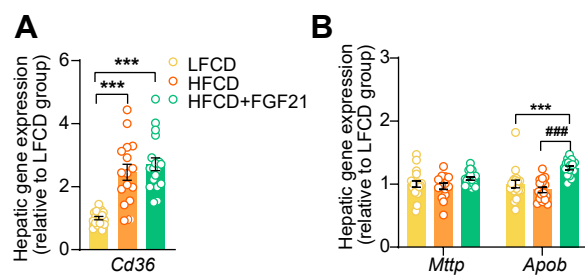 A
Hepatic gene expression
(relative to LFCD group)
6
4
2
0
***
***
Cd36
LFCD
HFCD
HFCD+FGF21
B
Hepatic gene expression
(relative to LFCD group)
3
2
1
0
***
###
Mttp
Apob